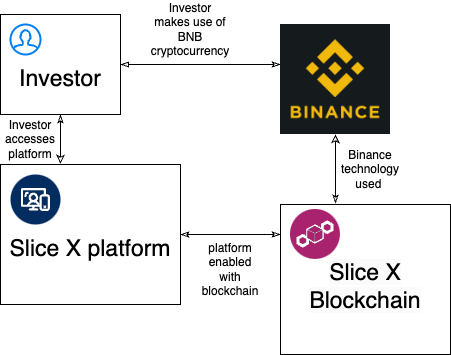 Investor
makes use of
BNB
cryptocurrency
Investor
BINANCE
Investor
accesses
platform
Binance
technology
used
Slice X platform
platform
enabled
with
blockchain
Slice X
Blockchain